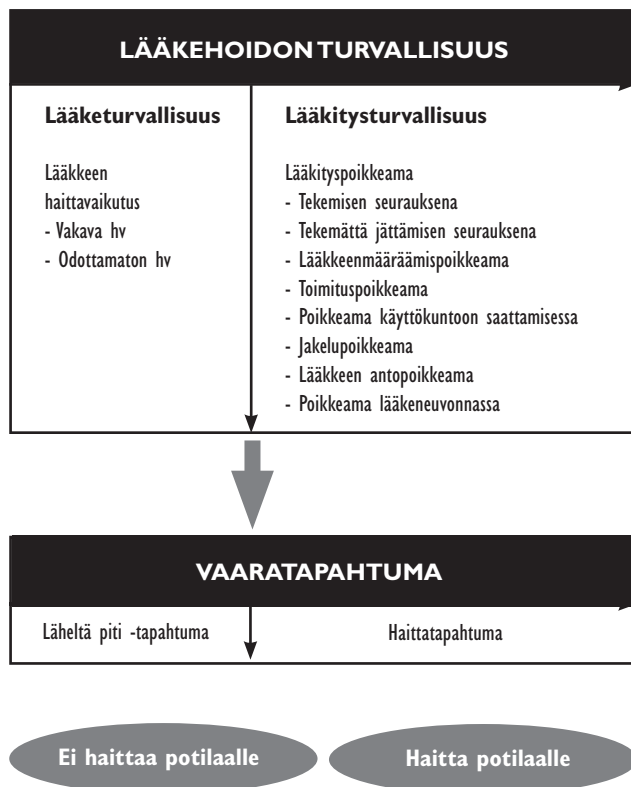 LÄÄKEHOIDON TURVALLISUUS
Lääketurvallisuus
Lääkkeen
haittavaikutus
- Vakava hv
- Odottamaton hv
Lääkitysturvallisuus
Lääkityspoikkeama
- Tekemisen seurauksena
- Tekemättä jättämisen seurauksena
- Lääkkeenmääräämispoikkeama
- Toimituspoikkeama
- Poikkeama käyttökuntoon saattamisessa
- Jakelupoikkeama
- Lääkkeen antopoikkeama
- Poikkeama lääkeneuvonnassa
VAARATAPAHTUMA
Läheltä piti -tapahtuma
Haittatapahtuma
Ei haittaa potilaalle
Haitta potilaalle